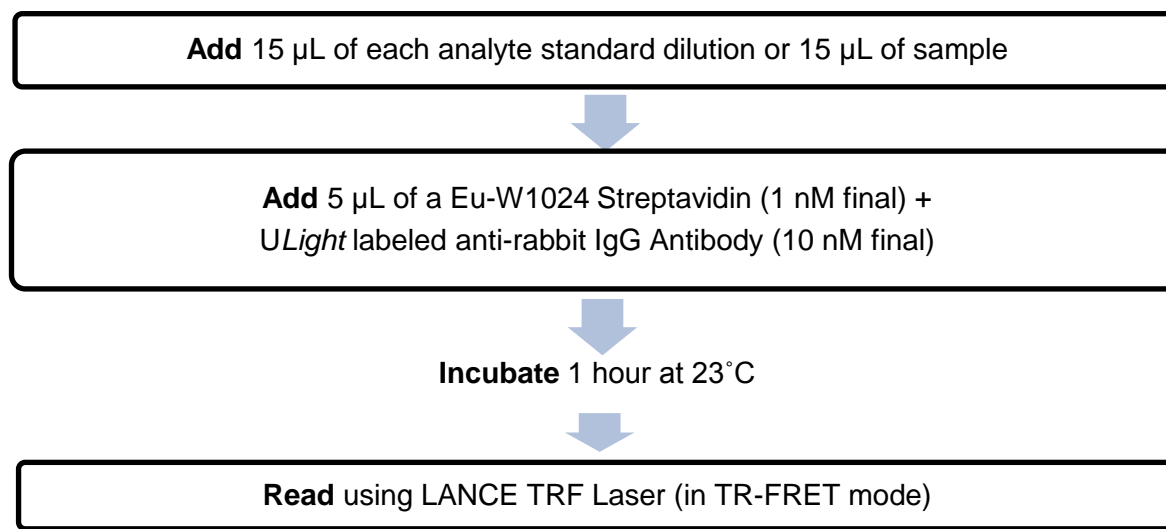 Add 15 µL of each analyte standard dilution or 15 µL of sample
Add 5 µL of a Eu-W1024 Streptavidin (1 nM final) +
ULight labeled anti-rabbit IgG Antibody (10 nM final)
Incubate 1 hour at 23˚C
Read using LANCE TRF Laser (in TR-FRET mode)